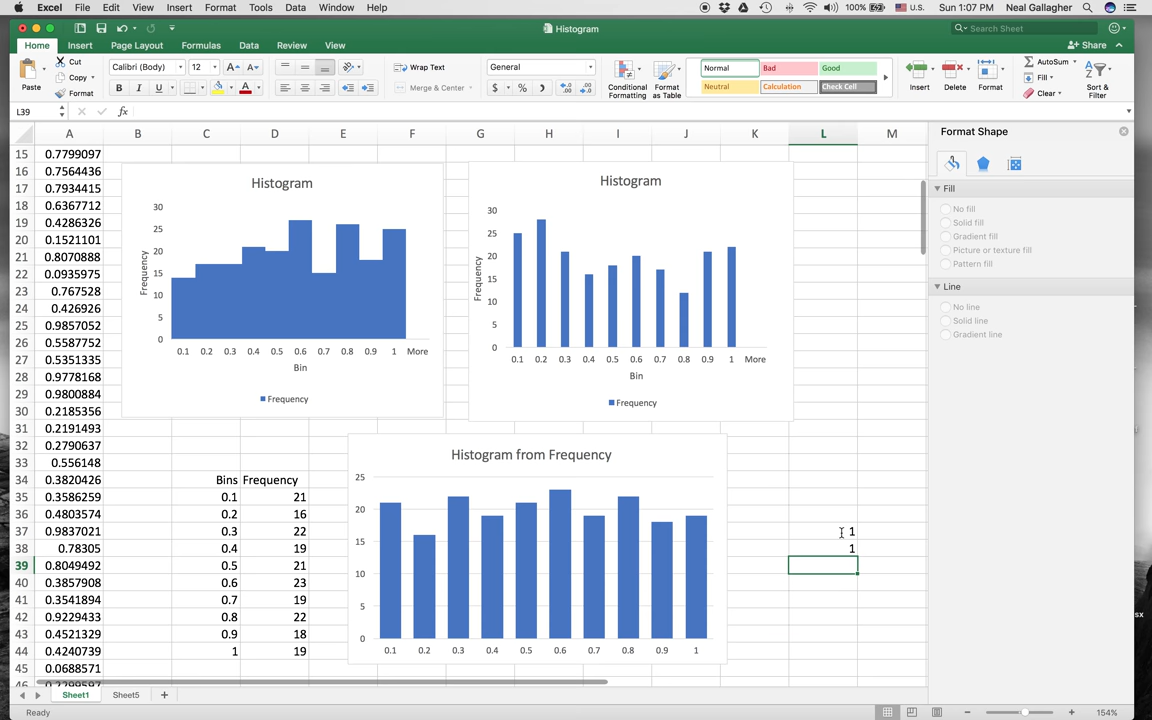 Excel File Edit View Insert Format Tools Data Window Help 100% U.S. Sun 1:07 PM Neal Gallagher
Histogram
Search Sheet
Home Insert Page Layout Formulas Data Review View Share
Paste Cut Copy Format
Calibri (Body) 12 A A
B I U A
Wrap Text
Merge & Center
General
$ % )
Conditional Formatting Format as Table
Normal Bad Good
Neutral Calculation Check Cell
Insert Delete Format
AutoSum
Fill
Clear
Sort & Filter
L39 fx
A B C D E F G H I J K L M
15 0.7799097
16 0.7564436
17 0.7934415
18 0.6367712
19 0.4286326
20 0.1521101
21 0.8070888
22 0.0935975
23 0.767528
24 0.426926
25 0.9857052
26 0.5587752
27 0.5351335
28 0.9778168
29 0.9800884
30 0.2185356
31 0.2191493
32 0.2790637
33 0.556148
34 0.3820426 Bins Frequency
35 0.3586259 0.1 21
36 0.4803574 0.2 16
37 0.9837021 0.3 22 1
38 0.78305 0.4 19 1
39 0.8049492 0.5 21
40 0.3857908 0.6 23
41 0.3541894 0.7 19
42 0.9229433 0.8 22
43 0.4521329 0.9 18
44 0.4240739 1 19
45 0.0688571
46 0.2299597
Histogram
30
25
20
15
10
5
0
Frequency
0.1 0.2 0.3 0.4 0.5 0.6 0.7 0.8 0.9 1 More
Bin
Frequency
Histogram
30
25
20
15
10
5
0
Frequency
0.1 0.2 0.3 0.4 0.5 0.6 0.7 0.8 0.9 1 More
Bin
Frequency
Histogram from Frequency
25
20
15
10
5
0
0.1 0.2 0.3 0.4 0.5 0.6 0.7 0.8 0.9 1
Format Shape
Fill
No fill
Solid fill
Gradient fill
Picture or texture fill
Pattern fill
Line
No line
Solid line
Gradient line
sx
Sheet1 Sheet5 +
Ready 154%